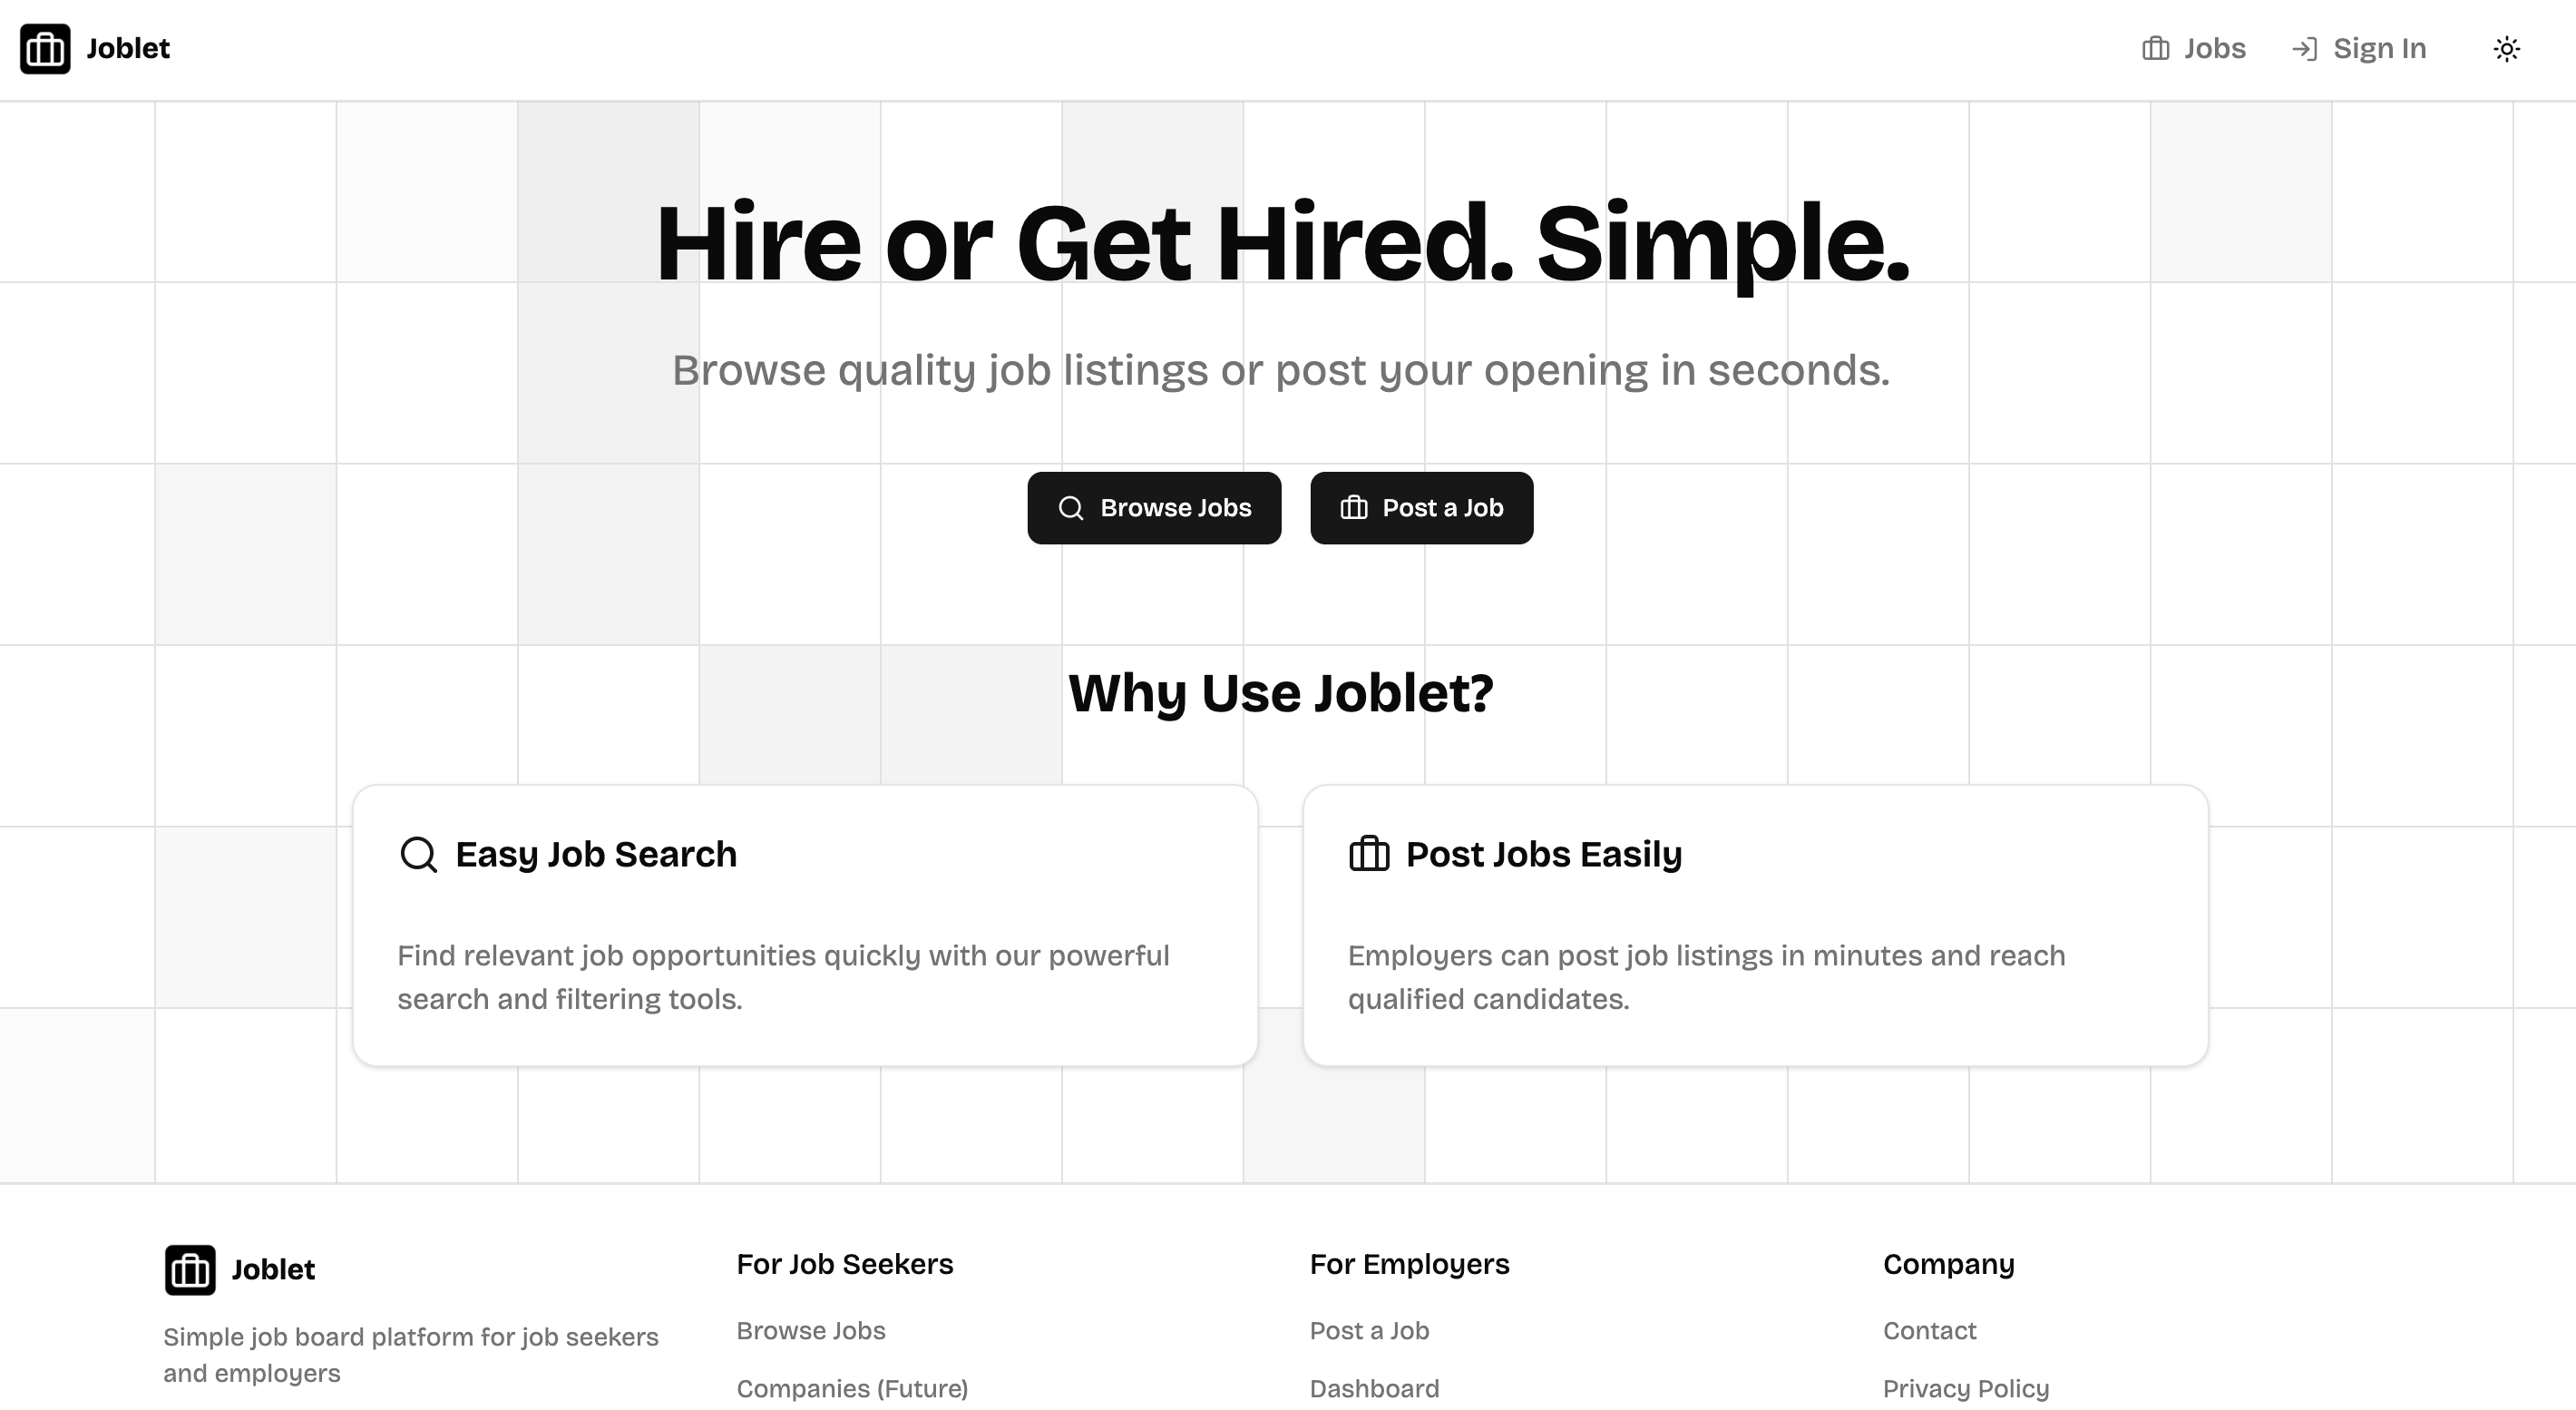 Joblet
Jobs
Sign In
Hire or Get Hired. Simple.
Browse quality job listings or post your opening in seconds.
Browse Jobs
Post a Job
Why Use Joblet?
Easy Job Search
Find relevant job opportunities quickly with our powerful
search and filtering tools.
Post Jobs Easily
Employers can post job listings in minutes and reach
qualified candidates.
Joblet
Simple job board platform for job seekers
and employers
For Job Seekers
Browse Jobs
Companies (Future)
For Employers
Post a Job
Dashboard
Company
Contact
Privacy Policy